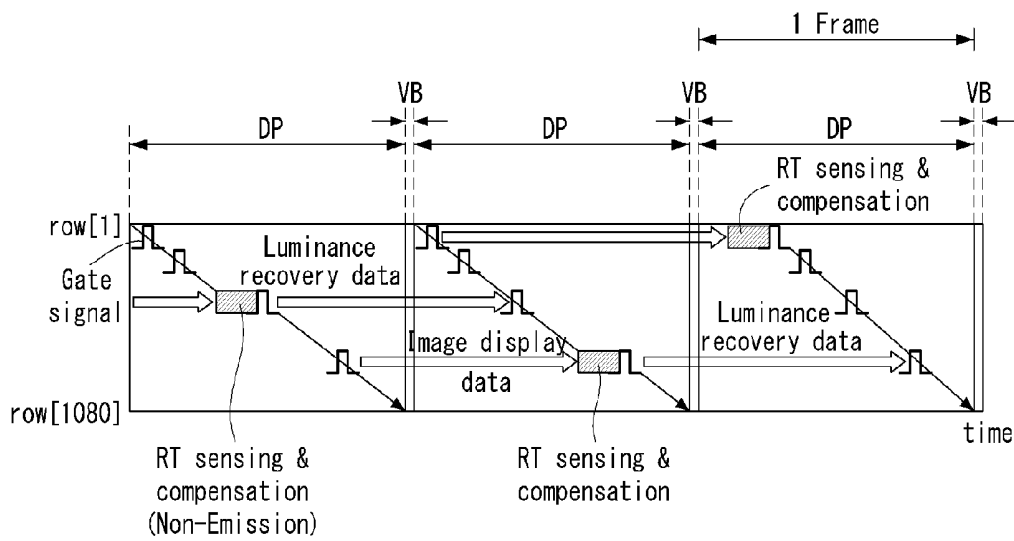 1 Frame
VB
VB
VB
DP
DP
DP
RT sensing &
compensation
row[1]
Gate
signal
Luminance
recovery data
Luminance
recovery data
Image display
data
row[1080]
time
RT sensing &
compensation
(Non-Emission)
RT sensing &
compensation